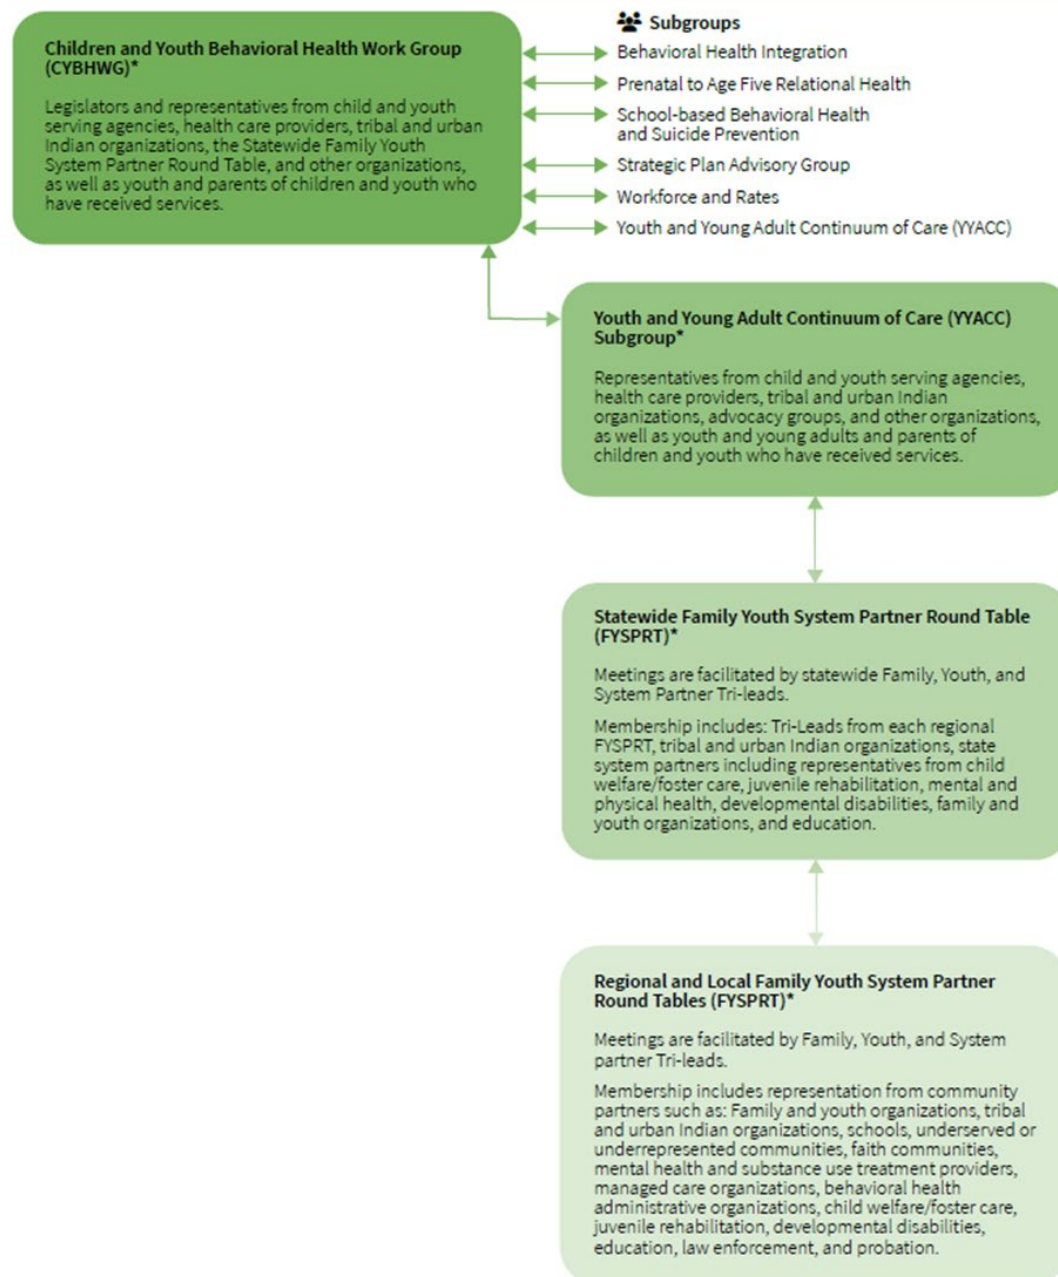 Children and Youth Behavioral Health Work Group
(CYBHWG)*
Legislators and representatives from child and youth
serving agencies, health care providers, tribal and urban
Indian organizations, the Statewide Family Youth
System Partner Round Table, and other organizations,
as well as youth and parents of children and youth who
have received services.
Subgroups
Behavioral Health Integration
Prenatal to Age Five Relational Health
School-based Behavioral Health
and Suicide Prevention
Strategic Plan Advisory Group
Workforce and Rates
Youth and Young Adult Continuum of Care (YYACC)
Youth and Young Adult Continuum of Care (YYACC)
Subgroup*
Representatives from child and youth serving agencies,
health care providers, tribal and urban Indian
organizations, advocacy groups, and other organizations,
as well as youth and young adults and parents of
children and youth who have received services.
Statewide Family Youth System Partner Round Table
(FYSPRT)*
Meetings are facilitated by statewide Family, Youth, and
System Partner Tri-leads.
Membership includes: Tri-Leads from each regional
FYSPRT, tribal and urban Indian organizations, state
system partners including representatives from child
welfare/foster care, juvenile rehabilitation, mental and
physical health, developmental disabilities, family and
youth organizations, and education.
Regional and Local Family Youth System Partner
Round Tables (FYSPRT)*
Meetings are facilitated by Family, Youth, and System
partner Tri-leads.
Membership includes representation from community
partners such as: Family and youth organizations, tribal
and urban Indian organizations, schools, underserved or
underrepresented communities, faith communities,
mental health and substance use treatment providers,
managed care organizations, behavioral health
administrative organizations, child welfare/foster care,
juvenile rehabilitation, developmental disabilities,
education, law enforcement, and probation.